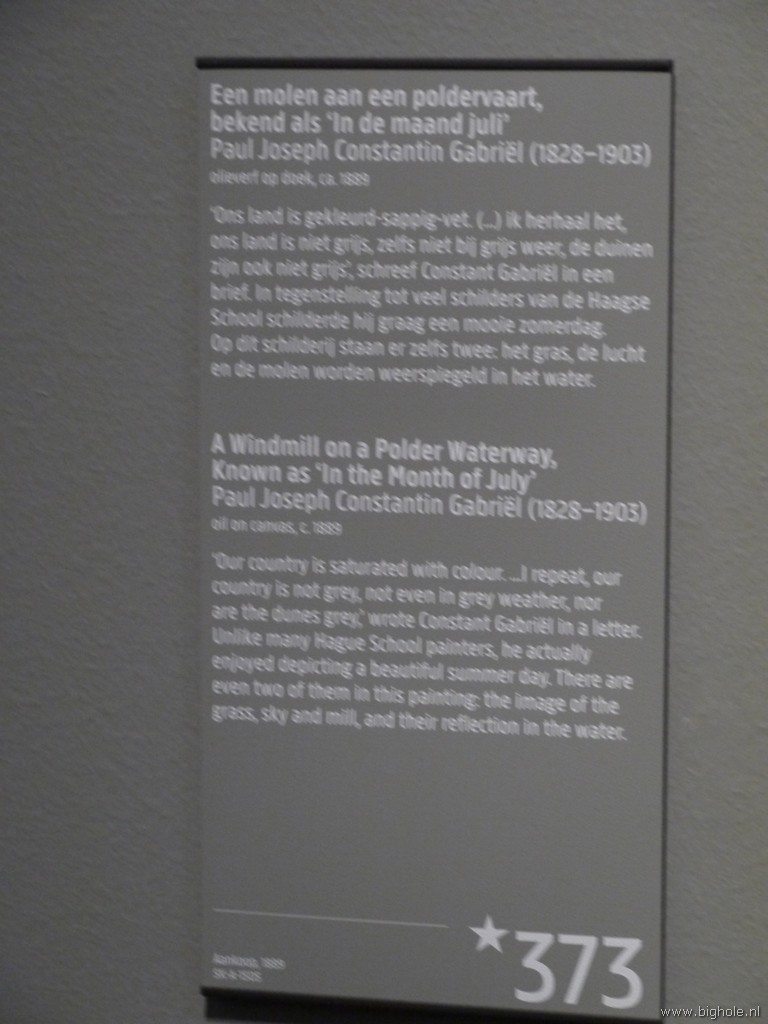 Een molen aan een poldervaart,
bekend als ‘In de maand juli’
Paul Joseph Constantin Gabriël (1828–1903)
olieverf op doek, ca. 1889
‘Ons land is gekleurd-sappig-vet. (...) ik herhaal het,
ons land is niet grijs, zelfs niet bij grijs weer, de duinen
zijn ook niet grijs’, schreef Constant Gabriël in een
brief. In tegenstelling tot veel schilders van de Haagse
School schilderde hij graag een mooie zomerdag.
Op dit schilderij staan er zelfs twee: het gras, de lucht
en de molen worden weerspiegeld in het water.
A Windmill on a Polder Waterway,
Known as ‘In the Month of July’
Paul Joseph Constantin Gabriël (1828–1903)
oil on canvas, c. 1889
‘Our country is saturated with colour. ...I repeat, our
country is not grey, not even in grey weather, nor
are the dunes grey,’ wrote Constant Gabriël in a letter.
Unlike many Hague School painters, he actually
enjoyed depicting a beautiful summer day. There are
even two of them in this painting: the image of the
grass, sky and mill, and their reflection in the water.
Aankoop, 1889
SK-A-1505
373
www.bighole.nl